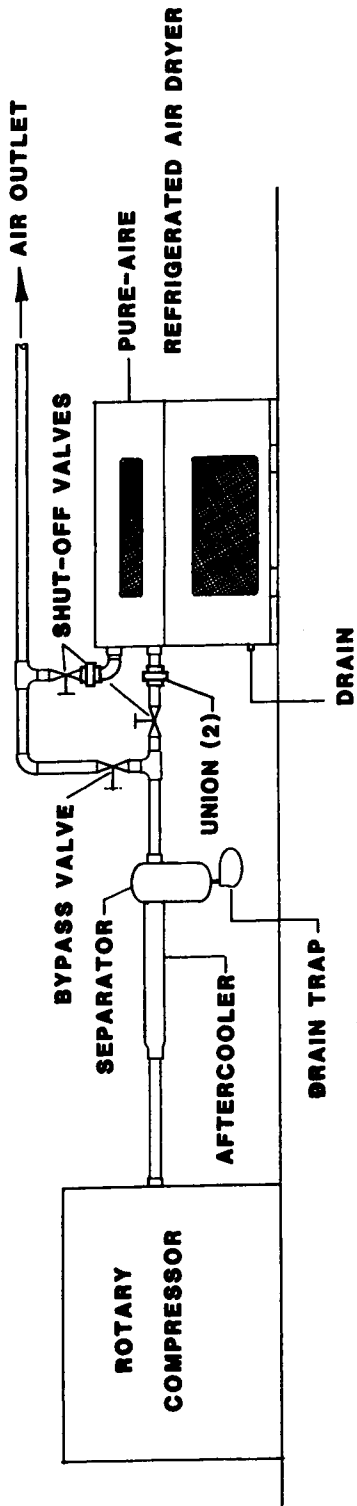 AIR OUTLET
SHUT-OFF VALVES
PURE-AIRE
REFRIGERATED AIR DRYER
BYPASS VALVE
SEPARATOR
UNION (2)
AFTERCOOLER
DRAIN
DRAIN TRAP
ROTARY
COMPRESSOR